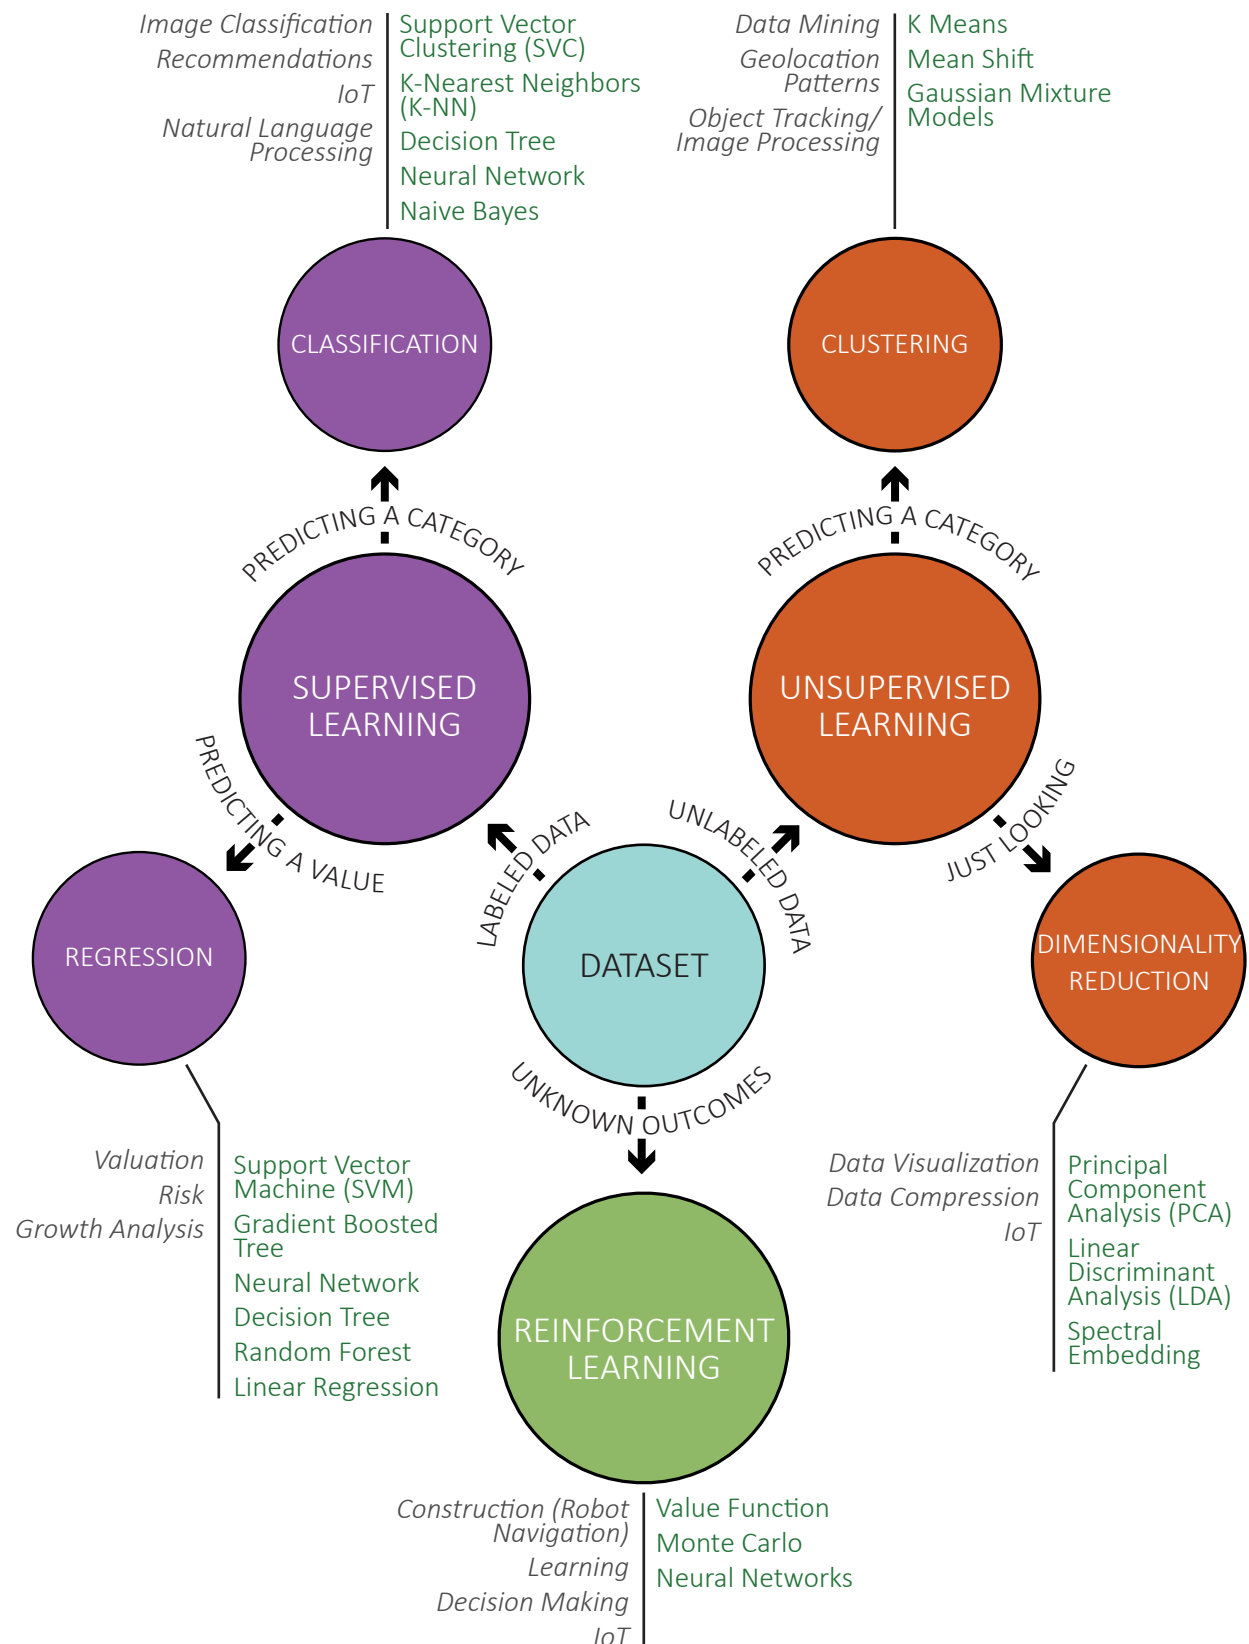 Image Classification
Recommendations
IoT
Natural Language
Processing
Support Vector
Clustering (SVC)
K-Nearest Neighbors
(K-NN)
Decision Tree
Neural Network
Naive Bayes
Data Mining
Geolocation
Patterns
Object Tracking/
Image Processing
K Means
Mean Shift
Gaussian Mixture
Models
CLASSIFICATION
CLUSTERING
PREDICTING A CATEGORY
PREDICTING A CATEGORY
SUPERVISED
LEARNING
UNSUPERVISED
LEARNING
PREDICTING A VALUE
LABELED DATA
UNLABELED DATA
JUST LOOKING
REGRESSION
DATASET
DIMENSIONALITY
REDUCTION
UNKNOWN OUTCOMES
Valuation
Risk
Growth Analysis
Support Vector
Machine (SVM)
Gradient Boosted
Tree
Neural Network
Decision Tree
Random Forest
Linear Regression
Data Visualization
Data Compression
IoT
Principal
Component
Analysis (PCA)
Linear
Discriminant
Analysis (LDA)
Spectral
Embedding
REINFORCEMENT
LEARNING
Construction (Robot
Navigation)
Learning
Decision Making
IoT
Value Function
Monte Carlo
Neural Networks